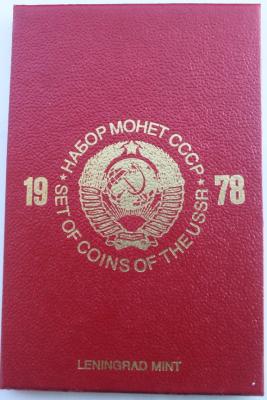 ★ НАБОР МОНЕТ СССР ★
19 78
SET OF COINS OF THE USSR
LENINGRAD MINT